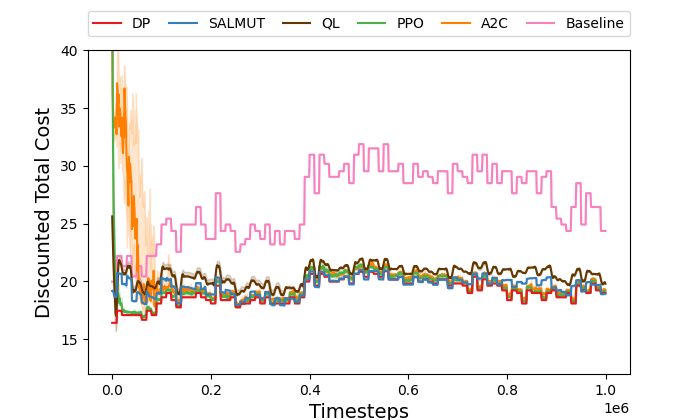 DP SALMUT QL PPO A2C Baseline
40
35
30
25
20
15
Discounted Total Cost
0.0 0.2 0.4 0.6 0.8 1.0
1e6
Timesteps